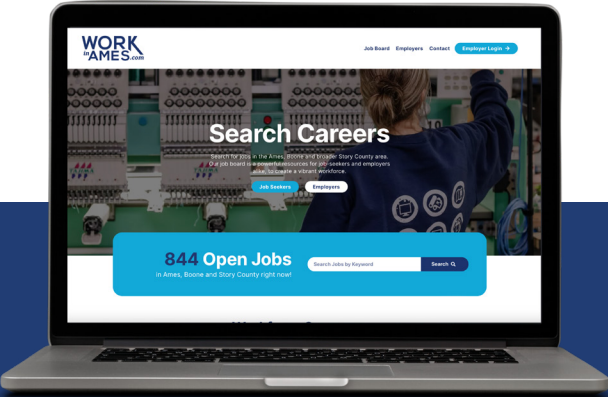 WORK
in AMES.com
Job Board Employers Contact Employer Login →
Search Careers
Search for jobs in the Ames, Boone and broader Story County area.
Our job board is a powerful resources for job-seekers and employers
alike, to create a vibrant workforce.
Job Seekers Employers
844 Open Jobs
in Ames, Boone and Story County right now!
Search Jobs by Keyword Search